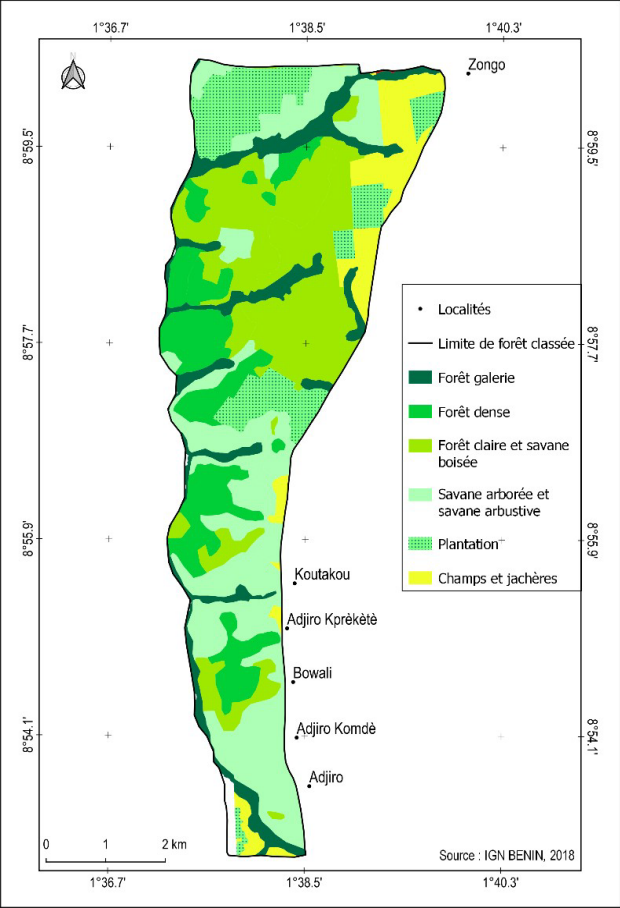 1°36.7' 1°38.5' 1°40.3'
N
Zongo
8°59.5' 8°59.5'
Localités
8°57.7' Limite de forêt classée 8°57.7'
Forêt galerie
Forêt dense
Forêt claire et savane
boisée
Savane arborée et
savane arbustive
8°55.9' Plantation 8°55.9'
Champs et jachères
Koutakou
Adjiro Kprèkètè
Bowali
8°54.1' Adjiro Komdè 8°54.1'
Adjiro
0 1 2 km
Source : IGN BENIN, 2018
1°36.7' 1°38.5' 1°40.3'